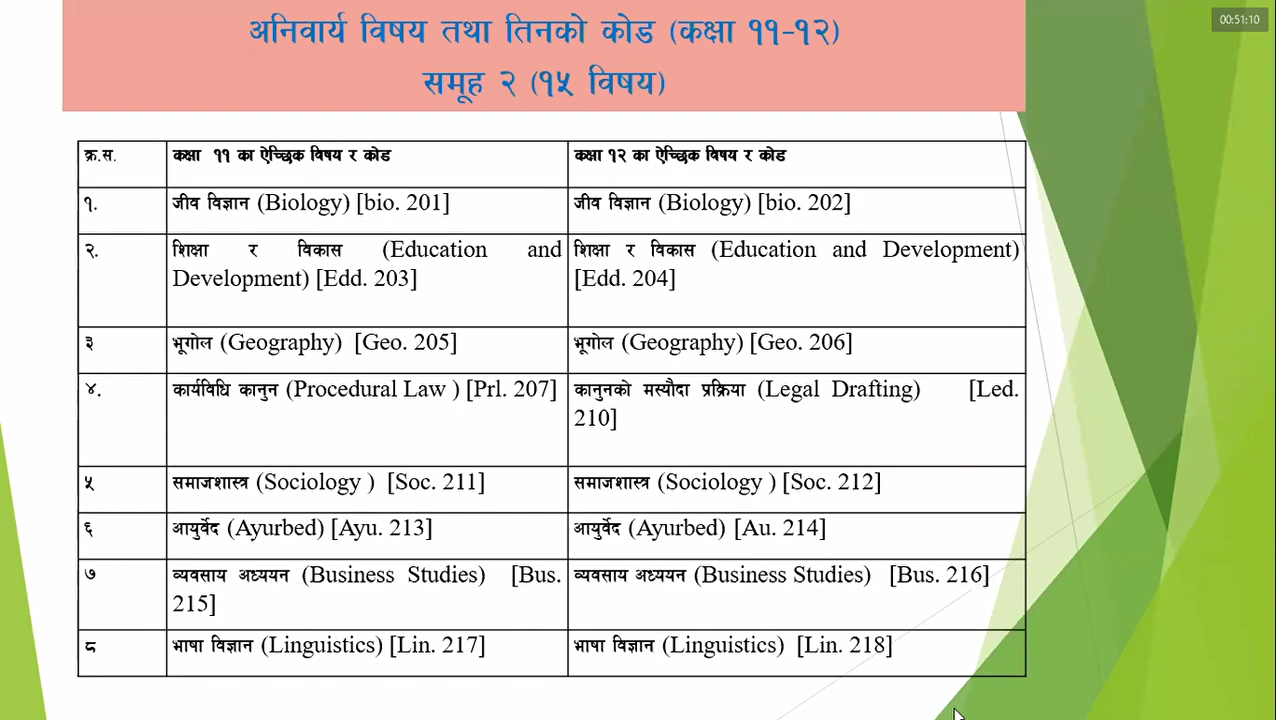 00:51:10
अनिवार्य विषय तथा तिनको कोड (कक्षा ११-१२)
समूह २ (१५ विषय)
क्र.स. कक्षा ११ का ऐच्छिक विषय र कोड कक्षा १२ का ऐच्छिक विषय र कोड
१. जीव विज्ञान (Biology) [bio. 201] जीव विज्ञान (Biology) [bio. 202]
२. शिक्षा र विकास (Education and शिक्षा र विकास (Education and Development)
Development) [Edd. 203] [Edd. 204]
३ भूगोल (Geography) [Geo. 205] भूगोल (Geography) [Geo. 206]
४. कार्यविधि कानुन (Procedural Law ) [Prl. 207] कानुनको मस्यौदा प्रक्रिया (Legal Drafting) [Led.
210]
५ समाजशास्त्र (Sociology ) [Soc. 211] समाजशास्त्र (Sociology ) [Soc. 212]
६ आयुर्वेद (Ayurbed) [Ayu. 213] आयुर्वेद (Ayurbed) [Au. 214]
७ व्यवसाय अध्ययन (Business Studies) [Bus. व्यवसाय अध्ययन (Business Studies) [Bus. 216]
215]
८ भाषा विज्ञान (Linguistics) [Lin. 217] भाषा विज्ञान (Linguistics) [Lin. 218]